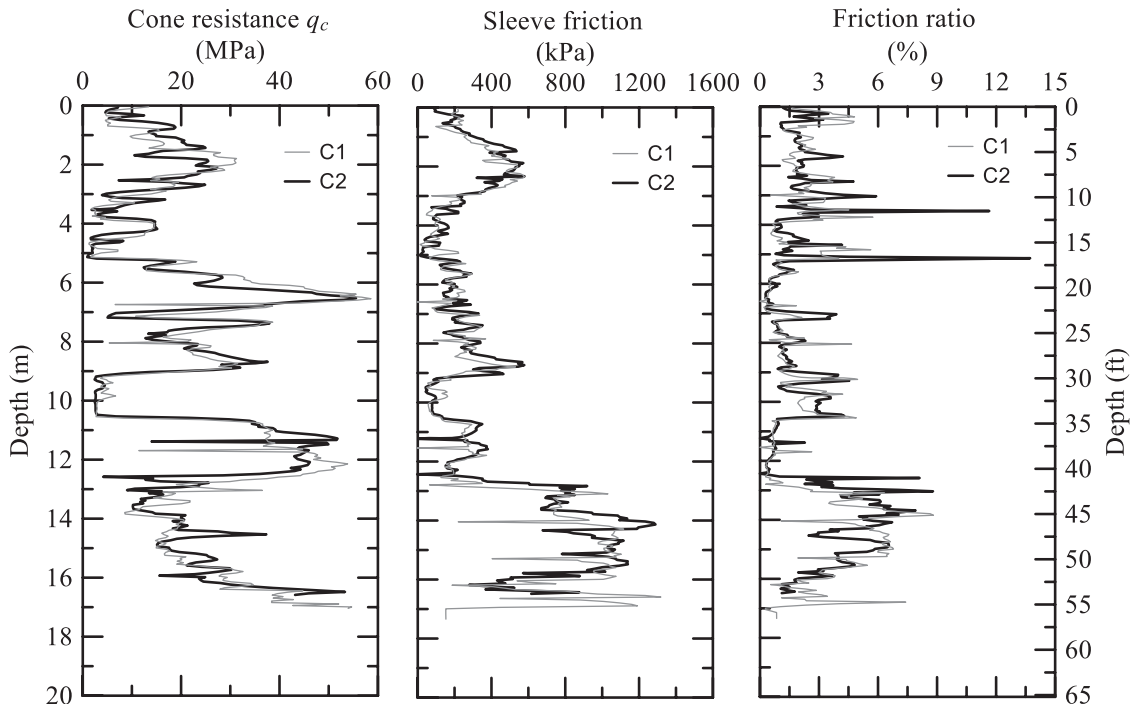 Cone resistance qc
(MPa)
0 20 40 60
Sleeve friction
(kPa)
0 400 800 1200 1600
Friction ratio
(%)
0 3 6 9 12 15
0
2
4
6
8
10
12
14
16
18
20
Depth (m)
C1
C2
C1
C2
C1
C2
0
5
10
15
20
25
30
35
40
45
50
55
60
65
Depth (ft)